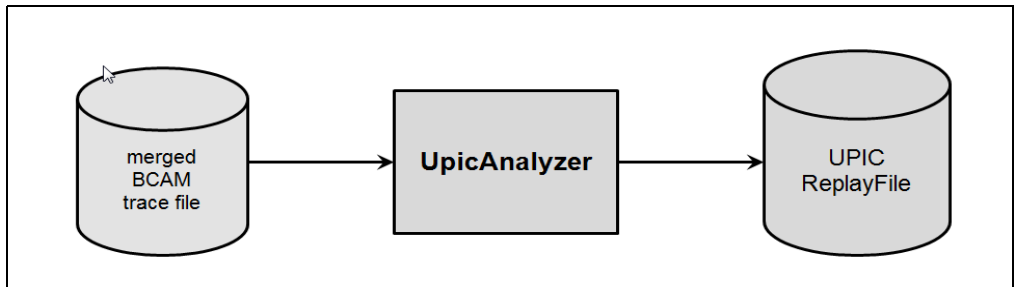 merged
BCAM
trace file
UpicAnalyzer
UPIC
ReplayFile